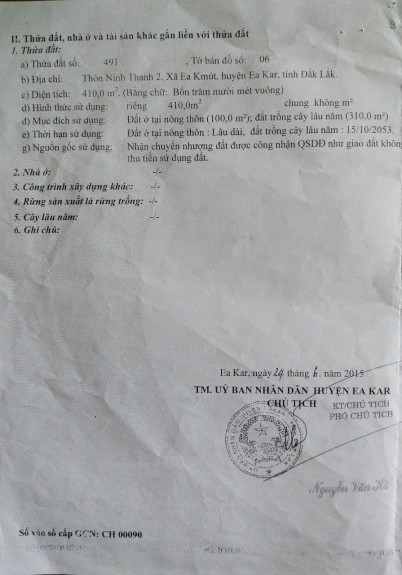 II. Thửa đất, nhà ở và tài sản khác gắn liền với thửa đất
1. Thửa đất:
a) Thửa đất số: 491 , Tờ bản đồ số: 06
b) Địa chỉ: Thôn Ninh Thanh 2, Xã Ea Kmút, huyện Ea Kar, tỉnh Đắk Lắk.
c) Diện tích: 410,0 m². (Bằng chữ: Bốn trăm mười mét vuông)
d) Hình thức sử dụng: riêng 410,0m² chung không m²
đ) Mục đích sử dụng: Đất ở tại nông thôn (100,0 m²); đất trồng cây lâu năm (310,0 m²)
e) Thời hạn sử dụng: Đất ở tại nông thôn : Lâu dài, đất trồng cây lâu năm : 15/10/2053.
g) Nguồn gốc sử dụng: Nhận chuyển nhượng đất được công nhận QSDĐ như giao đất không
thu tiền sử dụng đất.
2. Nhà ở: -/-
3. Công trình xây dựng khác: -/-
4. Rừng sản xuất là rừng trồng: -/-
5. Cây lâu năm: -/-
6. Ghi chú:
Ea Kar, ngày 29 tháng năm 2015
TM. UỶ BAN NHÂN DÂN HUYỆN EA KAR
CHỦ TỊCH KT/CHỦ TỊCH
PHÓ CHỦ TỊCH
Nguyễn Văn Hà
Số vào sổ cấp GCN: CH 00090